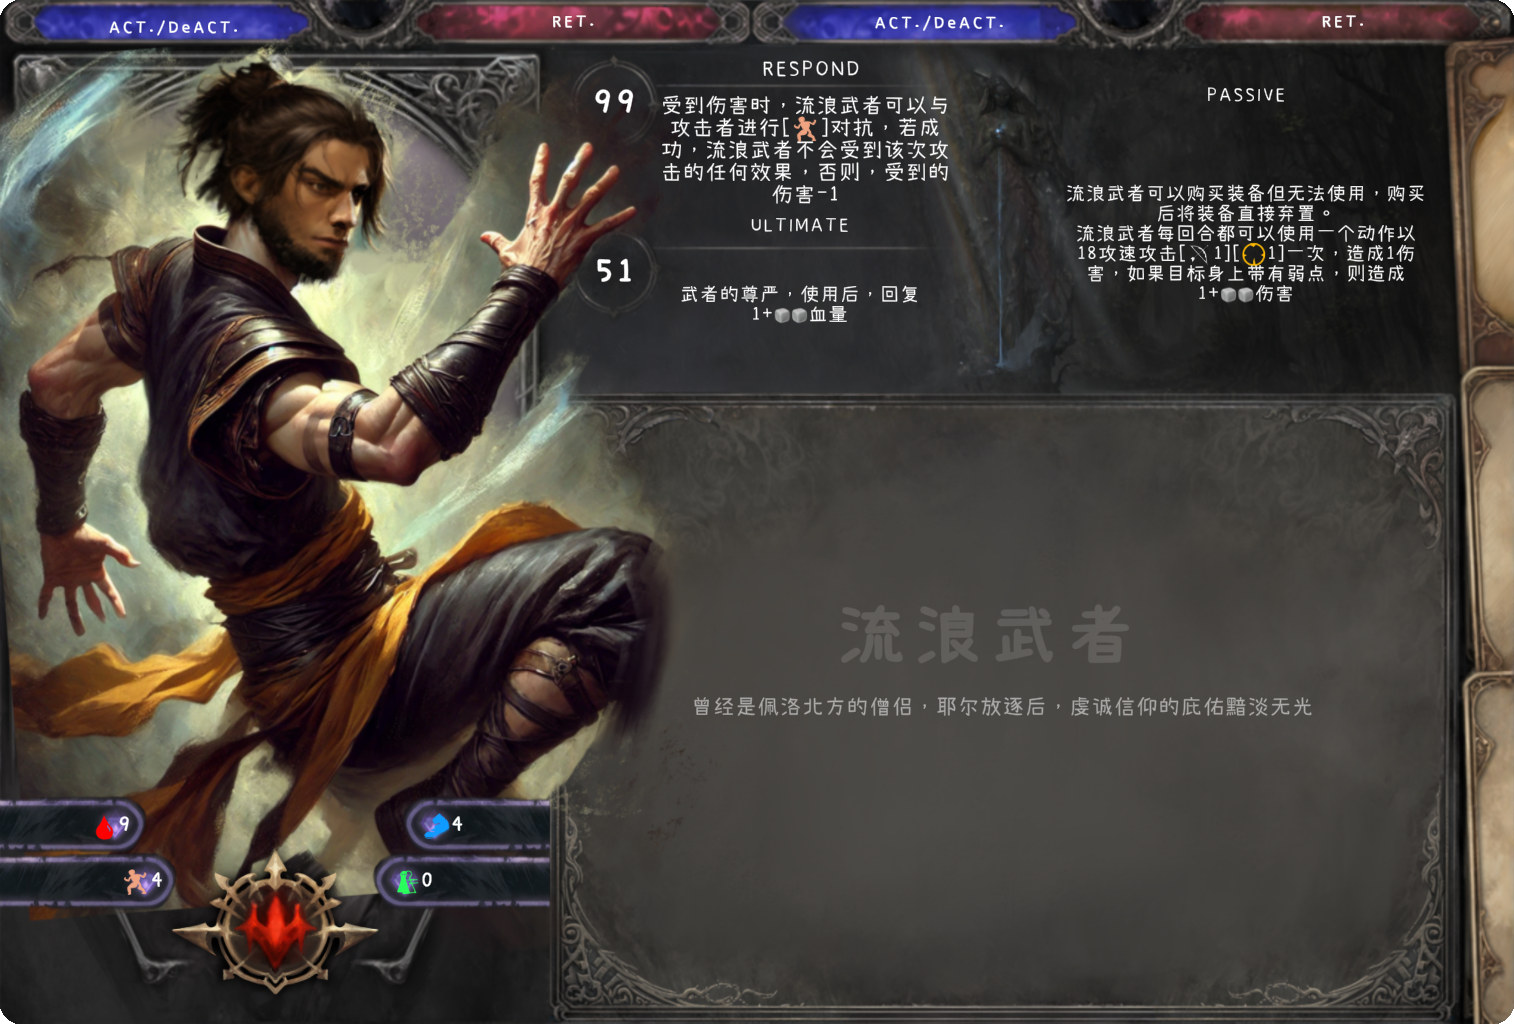 ACT./DeACT.
RET.
ACT./DeACT.
RET.
99
RESPOND
受到伤害时，流浪武者可以与
攻击者进行[ ]对抗，若成
功，流浪武者不会受到该次攻
击的任何效果，否则，受到的
伤害-1
51
ULTIMATE
武者的尊严，使用后，回复
1+血量
PASSIVE
流浪武者可以购买装备但无法使用，购买
后将装备直接弃置。
流浪武者每回合都可以使用一个动作以
18攻速攻击[ 1][ 1]一次，造成1伤
害，如果目标身上带有弱点，则造成
1+伤害
流浪武者
曾经是佩洛北方的僧侣，耶尔放逐后，虔诚信仰的庇佑黯淡无光
9
4
4
0